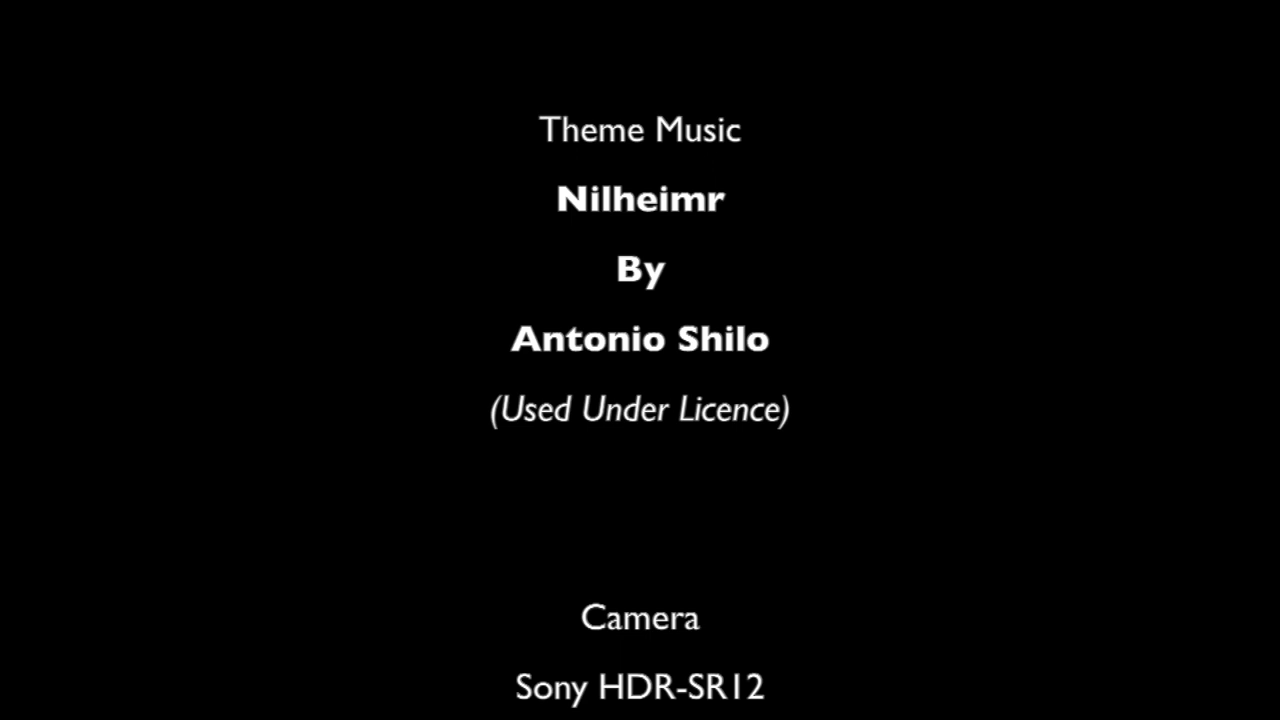 Theme Music
Nilheimr
By
Antonio Shilo
(Used Under Licence)
Camera
Sony HDR-SR12